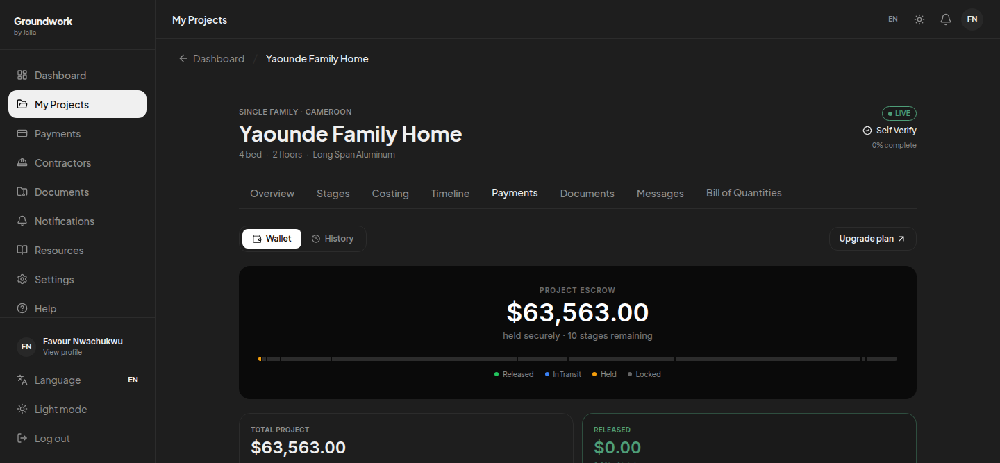 Groundwork
by Jalla
Dashboard
My Projects
Payments
Contractors
Documents
Notifications
Resources
Settings
Help
FN
Favour Nwachukwu
View profile
Language
EN
Light mode
Log out
My Projects
EN
FN
Dashboard / Yaounde Family Home
SINGLE FAMILY · CAMEROON
Yaounde Family Home
4 bed · 2 floors · Long Span Aluminum
LIVE
Self Verify
0% complete
Overview
Stages
Costing
Timeline
Payments
Documents
Messages
Bill of Quantities
Wallet
History
Upgrade plan
PROJECT ESCROW
$63,563.00
held securely · 10 stages remaining
Released
In Transit
Held
Locked
TOTAL PROJECT
$63,563.00
RELEASED
$0.00